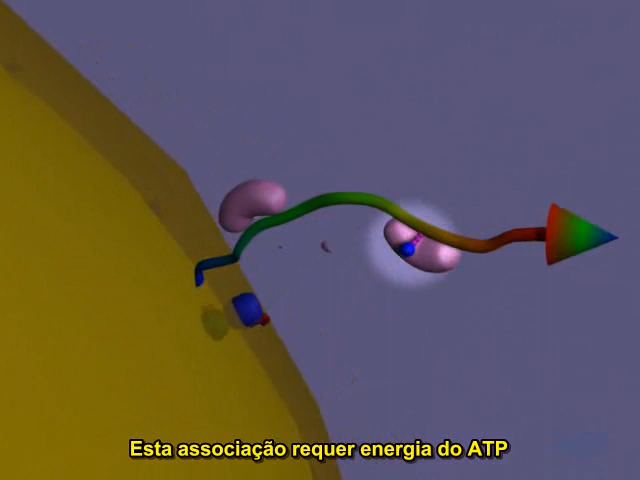 Esta associação requer energia do ATP